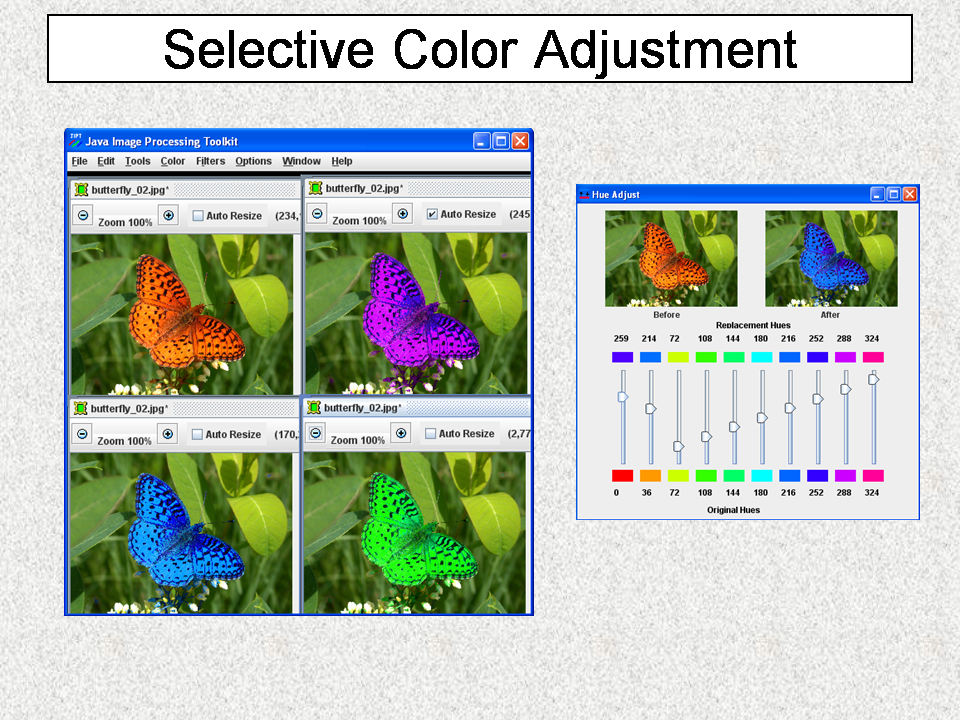 Selective Color Adjustment
JIPT Java Image Processing Toolkit
File Edit Tools Color Filters Options Window Help
butterfly_02.jpg*
Zoom 100% Auto Resize (234,
butterfly_02.jpg*
Zoom 100% Auto Resize (245
butterfly_02.jpg*
Zoom 100% Auto Resize (170,
butterfly_02.jpg*
Zoom 100% Auto Resize (2,77
Hue Adjust
Before After
Replacement Hues
259 214 72 108 144 180 216 252 288 324
0 36 72 108 144 180 216 252 288 324
Original Hues